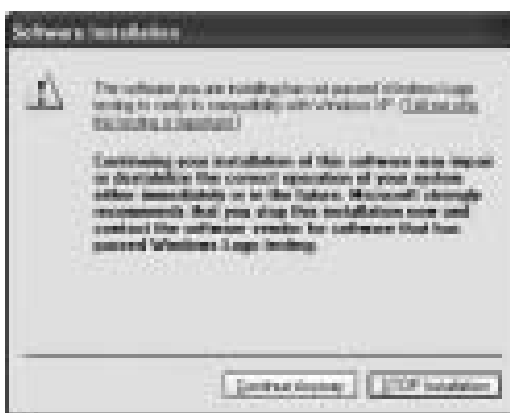 Software Installation
The software you are installing has not passed Windows Logo
testing to verify its compatibility with Windows XP. (Tell me why
this testing is important.)
Continuing your installation of this software may impair
or destabilize the correct operation of your system
either immediately or in the future. Microsoft strongly
recommends that you stop this installation now and
contact the software vendor for software that has
passed Windows Logo testing.
Continue Anyway
STOP Installation